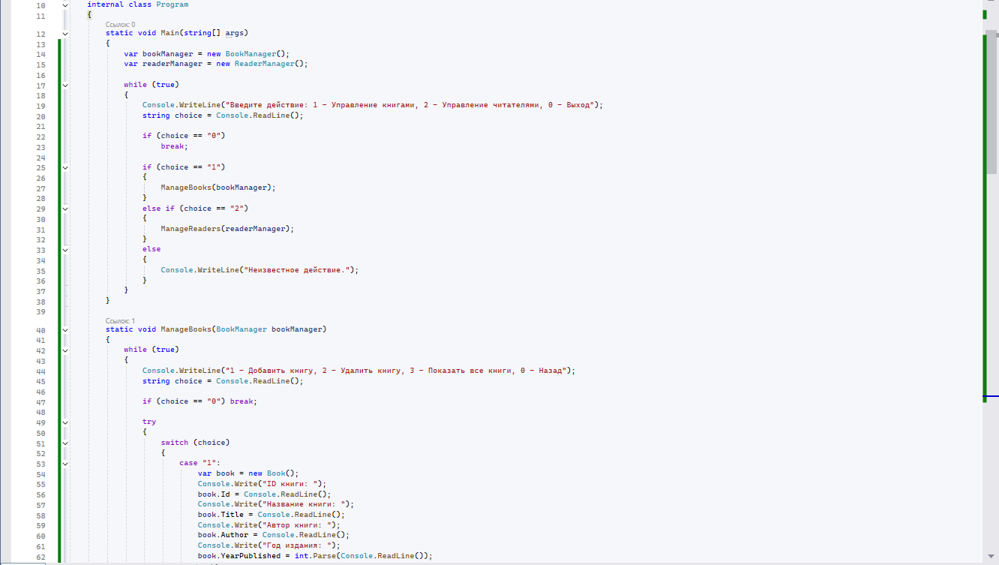 10 internal class Program
11 {
Ссылок: 0
12 static void Main(string[] args)
13 {
14 var bookManager = new BookManager();
15 var readerManager = new ReaderManager();
16
17 while (true)
18 {
19 Console.WriteLine("Введите действие: 1 - Управление книгами, 2 - Управление читателями, 0 - Выход");
20 string choice = Console.ReadLine();
21
22 if (choice == "0")
23 break;
24
25 if (choice == "1")
26 {
27 ManageBooks(bookManager);
28 }
29 else if (choice == "2")
30 {
31 ManageReaders(readerManager);
32 }
33 else
34 {
35 Console.WriteLine("Неизвестное действие.");
36 }
37 }
38 }
39
Ссылок: 1
40 static void ManageBooks(BookManager bookManager)
41 {
42 while (true)
43 {
44 Console.WriteLine("1 - Добавить книгу, 2 - Удалить книгу, 3 - Показать все книги, 0 - Назад");
45 string choice = Console.ReadLine();
46
47 if (choice == "0") break;
48
49 try
50 {
51 switch (choice)
52 {
53 case "1":
54 var book = new Book();
55 Console.Write("ID книги: ");
56 book.Id = Console.ReadLine();
57 Console.Write("Название книги: ");
58 book.Title = Console.ReadLine();
59 Console.Write("Автор книги: ");
60 book.Author = Console.ReadLine();
61 Console.Write("Год издания: ");
62 book.YearPublished = int.Parse(Console.ReadLine());